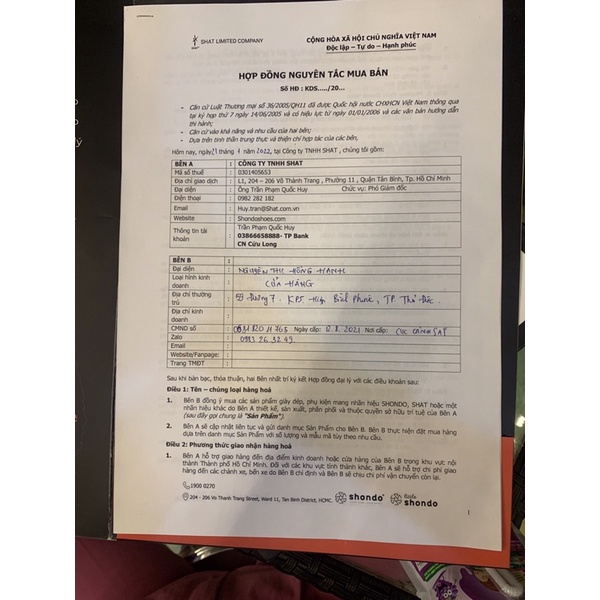 SHAT LIMITED COMPANY
CỘNG HÒA XÃ HỘI CHỦ NGHĨA VIỆT NAM
Độc lập – Tự do – Hạnh phúc
HỢP ĐỒNG NGUYÊN TẮC MUA BÁN
Số HĐ : KDS...../20...
- Căn cứ Luật Thương mại số 36/2005/QH11 đã được Quốc hội nước CHXHCN Việt Nam thông qua
tại kỳ họp thứ 7 ngày 14/06/2005 và có hiệu lực từ ngày 01/01/2006 và các văn bản hướng dẫn
thi hành;
- Căn cứ vào khả năng và nhu cầu của hai bên;
- Dựa trên tinh thần trung thực và thiện chí hợp tác của các bên,
Hôm nay, ngày 21 tháng 1 năm 2022, tại Công ty TNHH SHAT , chúng tôi gồm:
BÊN A : CÔNG TY TNHH SHAT
Mã số thuế : 0301405653
Địa chỉ giao dịch : L1, 204 – 206 Võ Thành Trang , Phường 11 , Quận Tân Bình, Tp. Hồ Chí Minh
Đại diện : Ông Trần Phạm Quốc Huy Chức vụ: Phó Giám đốc
Điện thoại : 0982 282 182
Email : Huy.tran@Shat.com.vn
Website : Shondoshoes.com
Thông tin tài khoản : Trần Phạm Quốc Huy
03866658888- TP Bank
CN Cửu Long
BÊN B :
Đại diện : NGUYỄN THỊ HỒNG HẠNH
Loại hình kinh doanh : CỬA HÀNG
Địa chỉ thường trú : đường 7, KP5, Hiệp Bình Phước, TP. Thủ Đức.
Địa chỉ kinh doanh :
CMND số : Ngày cấp: 2021 Nơi cấp: CỤC CẢNH SÁT
Zalo : 0983 26 32 49
Email :
Website/Fanpage: :
Trang TMĐT :
Sau khi bàn bạc, thỏa thuận, hai Bên nhất trí ký kết Hợp đồng đại lý với các điều khoản sau:
Điều 1: Tên – chủng loại hàng hoá
1. Bên B đồng ý mua các sản phẩm giày dép, phụ kiện mang nhãn hiệu SHONDO, SHAT hoặc một
nhãn hiệu khác do Bên A thiết kế, sản xuất, phân phối và thuộc quyền sở hữu trí tuệ của Bên A
(sau đây gọi chung là "Sản Phẩm").
2. Bên A sẽ cập nhật liên tục và gửi danh mục Sản Phẩm cho Bên B. Bên B thực hiện đặt mua hàng
dựa trên danh mục Sản Phẩm với số lượng và mẫu mã tùy theo nhu cầu.
Điều 2: Phương thức giao nhận hàng hoá
1. Bên A hỗ trợ giao hàng đến địa điểm kinh doanh hoặc cửa hàng của Bên B trong khu vực nội
thành Thành phố Hồ Chí Minh. Đối với các khu vực tỉnh thành khác, Bên A sẽ hỗ trợ chi phí giao
hàng đến các chành xe, bến xe do Bên B chỉ định và Bên B sẽ chịu chi phí vận chuyển còn lại.
1900 0270
204 - 206 Vo Thanh Trang Street, Ward 11, Tan Binh District, HCMC.
shondo
shondo
1